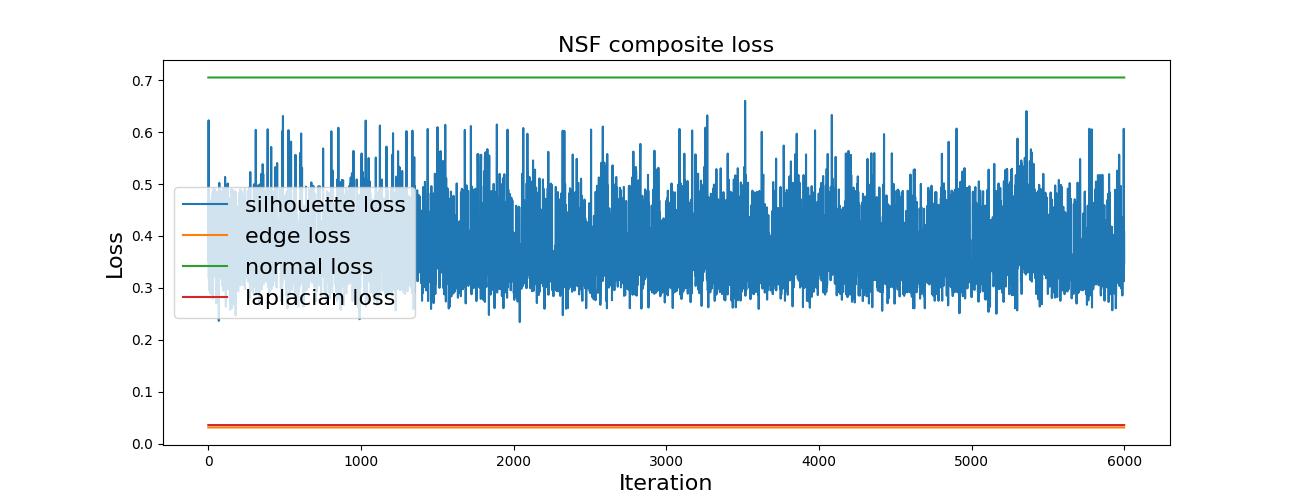 NSF composite loss
Loss
0.7
0.6
0.5
0.4
0.3
0.2
0.1
0.0
silhouette loss
edge loss
normal loss
laplacian loss
0 1000 2000 3000 4000 5000 6000
Iteration